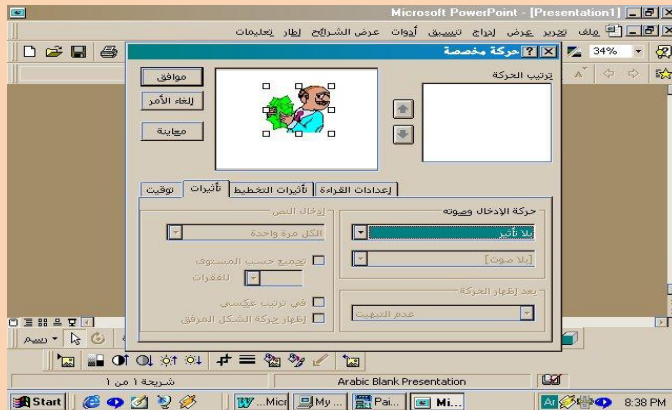 Microsoft PowerPoint - [Presentation1]
ملف تحرير عرض إدراج تنسيق أدوات عرض الشرائح إطار تعليمات
34%
حركة مخصصة
ترتيب الحركة
موافق
إلغاء الأمر
معاينة
إعدادات القراءة تأثيرات التخطيط تأثيرات توقيت
حركة الإدخال وصوته
بلا تأثير
[بلا صوت]
بعد إظهار الحركة
عدم التبهيت
إدخال النص
الكل مرة واحدة
تجميع حسب المستوى
للفقرات
في ترتيب عكسي
إظهار حركة الشكل المرفق
رسم
شريحة ١ من ١
Arabic Blank Presentation
Start
...Micr
My ...
Pai...
Mi...
Ar
8:38 PM